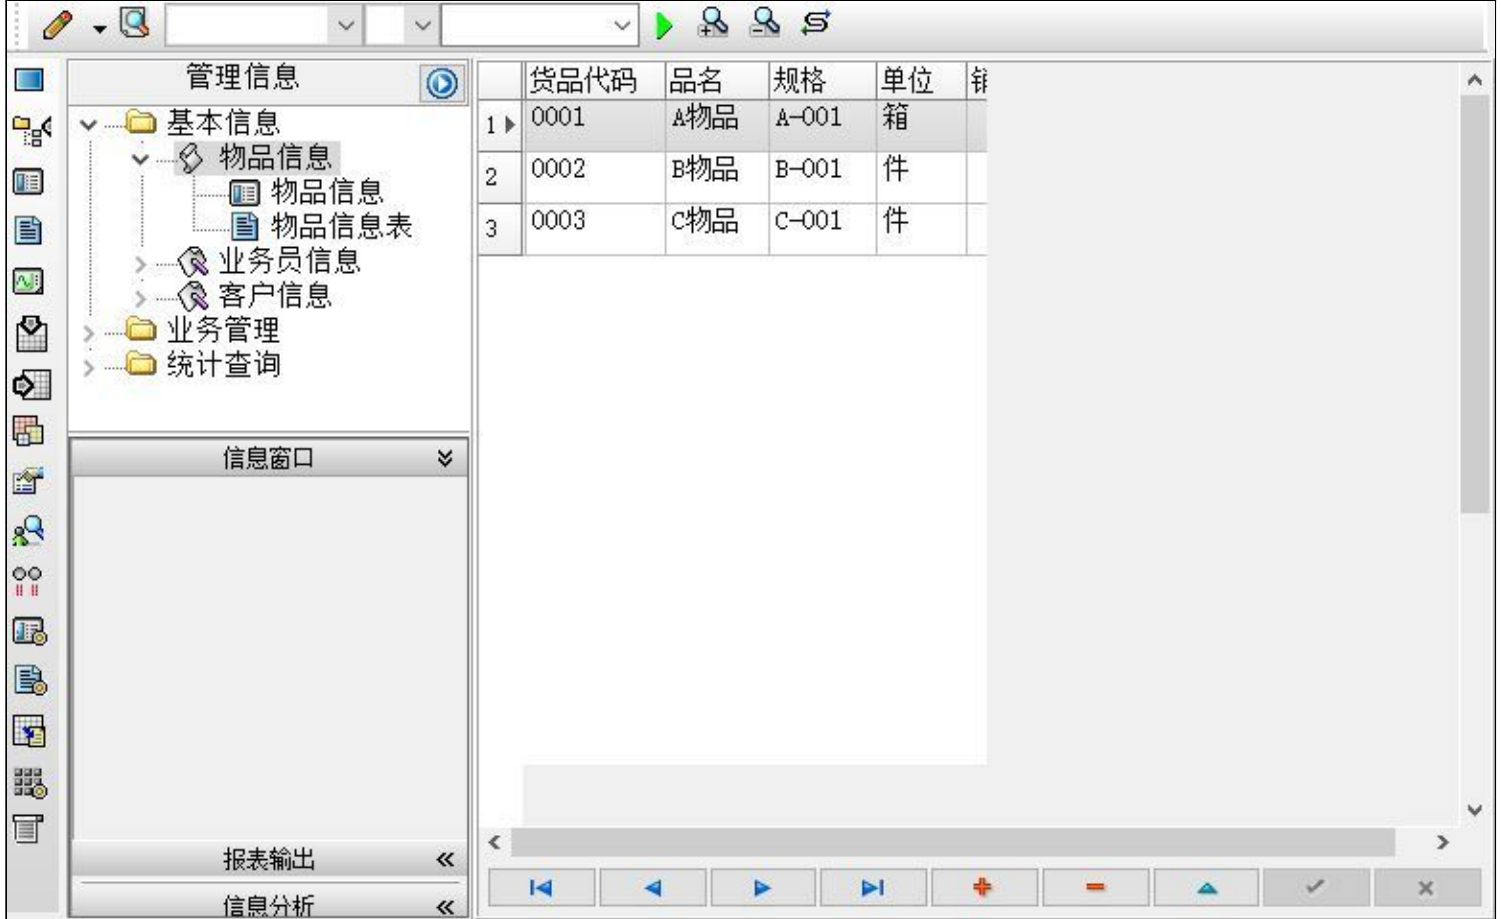 管理信息
基本信息
物品信息
物品信息
物品信息表
业务员信息
客户信息
业务管理
统计查询
信息窗口
报表输出
信息分析
货品代码 品名 规格 单位
1 0001 A物品 A-001 箱
2 0002 B物品 B-001 件
3 0003 C物品 C-001 件